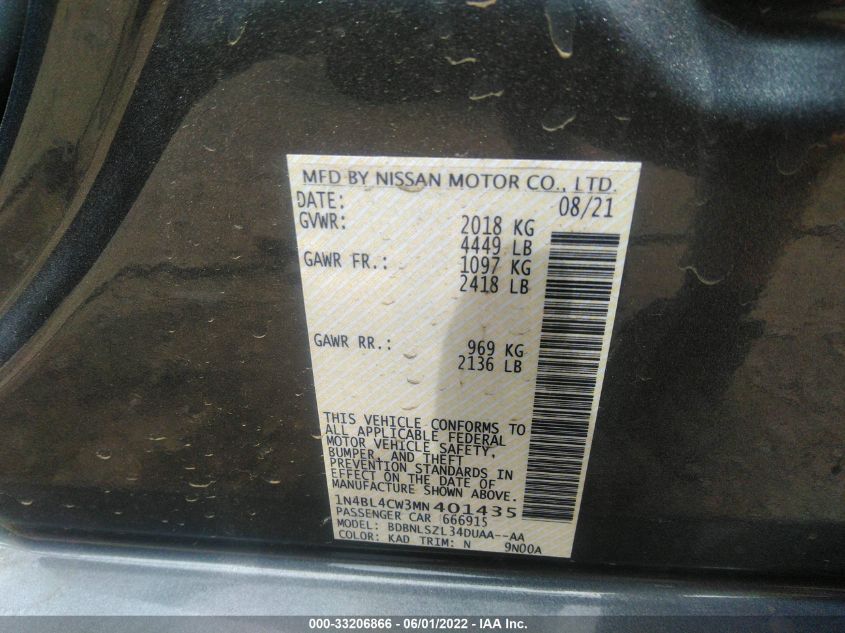 MFD BY NISSAN MOTOR CO., LTD.
DATE: 08/21
GVWR: 2018 KG
4449 LB
GAWR FR.: 1097 KG
2418 LB
GAWR RR.: 969 KG
2136 LB
THIS VEHICLE CONFORMS TO
ALL APPLICABLE FEDERAL
MOTOR VEHICLE SAFETY,
BUMPER, AND THEFT
PREVENTION STANDARDS IN
EFFECT ON THE DATE OF
MANUFACTURE SHOWN ABOVE.
1N4BL4CW3MN401435
PASSENGER CAR 666915
MODEL: BDBNLSZL34DUAA--AA
COLOR: KAD TRIM: N 9N00A
000-33206866 - 06/01/2022 - IAA Inc.